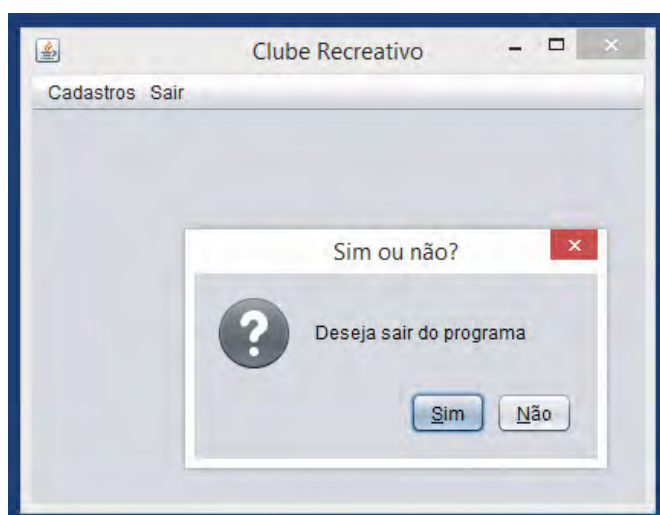 Clube Recreativo
Cadastros Sair
Sim ou não?
Deseja sair do programa
Sim Não